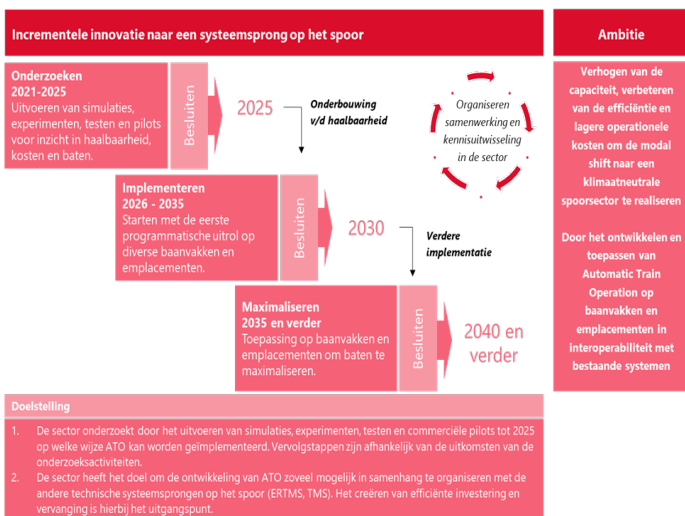 Incrementele innovatie naar een systeemsprong op het spoor
Onderzoeken
2021-2025
Uitvoeren van simulaties,
experimenten, testen en pilots
voor inzicht in haalbaarheid,
kosten en baten.
Besluiten
2025
Onderbouwing
v/d haalbaarheid
Organiseren
samenwerking en
kennisuitwisseling
in de sector
Implementeren
2026 - 2035
Starten met de eerste
programmatische uitrol op
diverse baanvakken en
emplacementen.
Besluiten
2030
Verdere
implementatie
Maximaliseren
2035 en verder
Toepassing op baanvakken en
emplacementen om baten te
maximaliseren.
Besluiten
2040 en
verder
Ambitie
Verhogen van de
capaciteit, verbeteren
van de efficiëntie en
lagere operationele
kosten om de modal
shift naar een
klimaatneutrale
spoorsector te realiseren
Door het ontwikkelen en
toepassen van
Automatic Train
Operation op
baanvakken en
emplacementen in
interoperabiliteit met
bestaande systemen
Doelstelling
1. De sector onderzoekt door het uitvoeren van simulaties, experimenten, testen en commerciële pilots tot 2025
op welke wijze ATO kan worden geïmplementeerd. Vervolgstappen zijn afhankelijk van de uitkomsten van de
onderzoeksactiviteiten.
2. De sector heeft het doel om de ontwikkeling van ATO zoveel mogelijk in samenhang te organiseren met de
andere technische systeemsprongen op het spoor (ERTMS, TMS). Het creëren van efficiënte investering en
vervanging is hierbij het uitgangspunt.